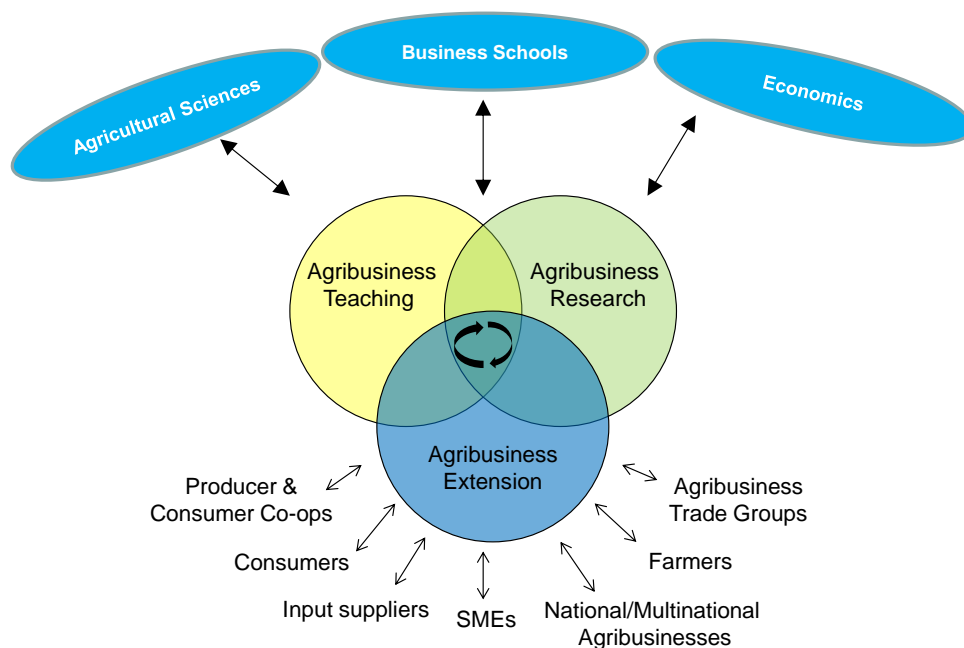 Business Schools
Agricultural Sciences
Economics
Agribusiness
Teaching
Agribusiness
Research
Agribusiness
Extension
Producer &
Consumer Co-ops
Agribusiness
Trade Groups
Consumers
Farmers
Input suppliers
SMEs
National/Multinational
Agribusinesses